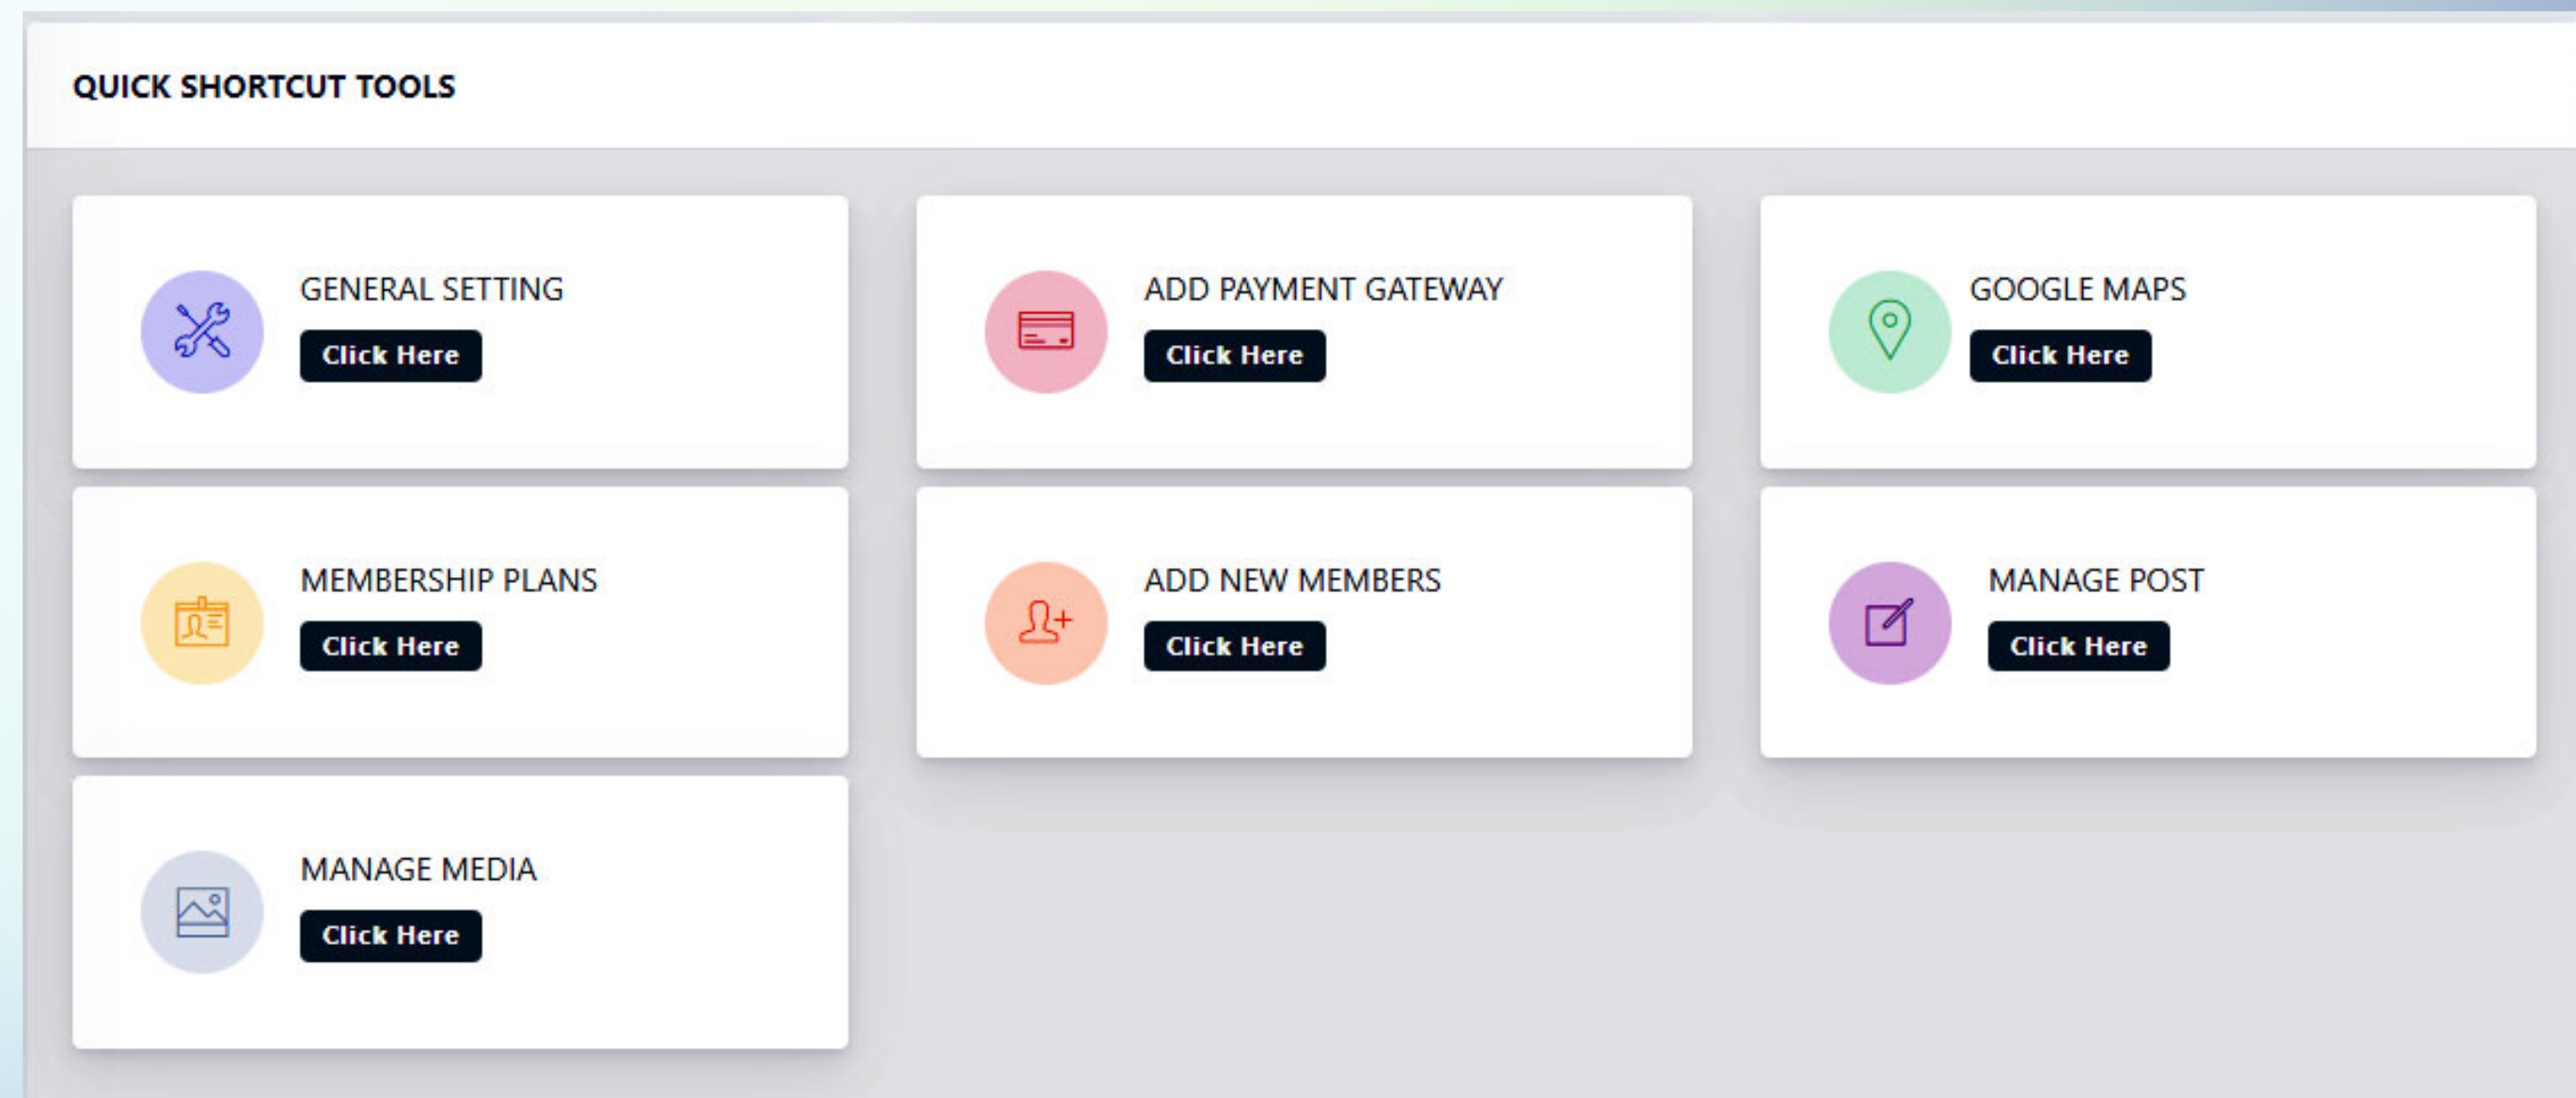 QUICK SHORTCUT TOOLS
GENERAL SETTING
Click Here
ADD PAYMENT GATEWAY
Click Here
GOOGLE MAPS
Click Here
MEMBERSHIP PLANS
Click Here
ADD NEW MEMBERS
Click Here
MANAGE POST
Click Here
MANAGE MEDIA
Click Here